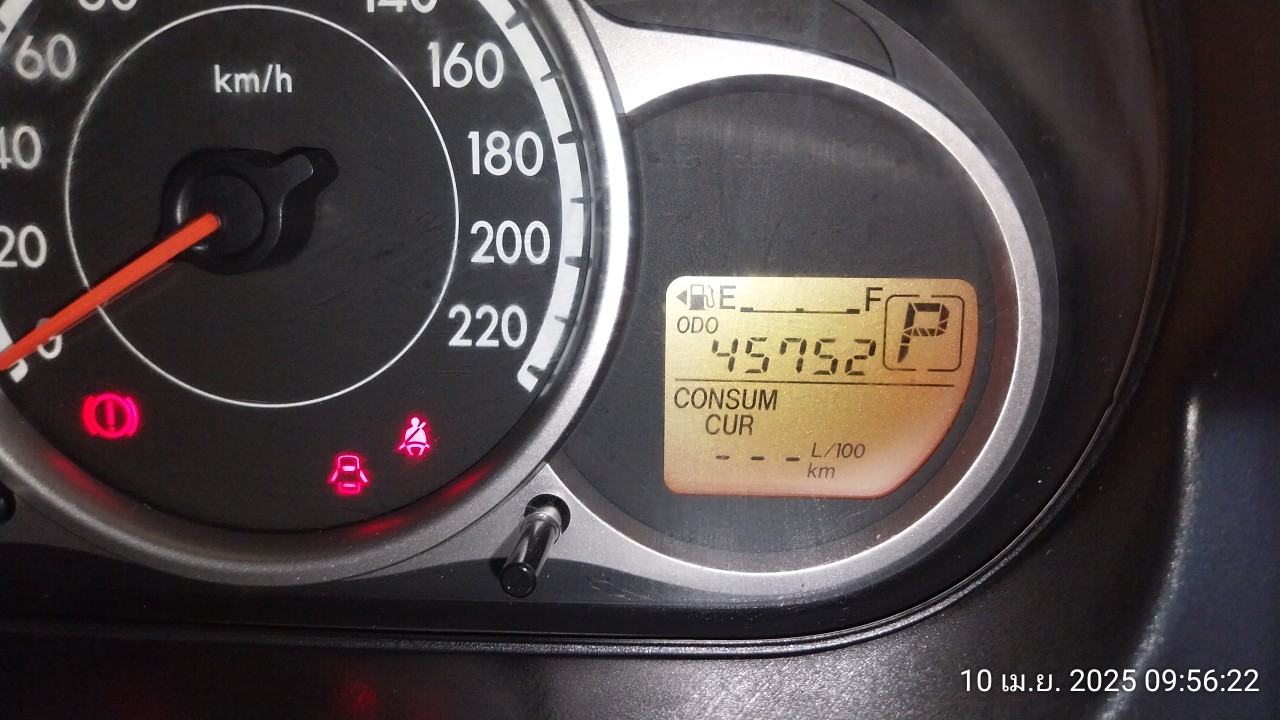 60
km/h
160
40
180
20
200
0
220
E F
P
ODO
45752
CONSUM
CUR
--- L/100
km
10 เม.ย. 2025 09:56:22